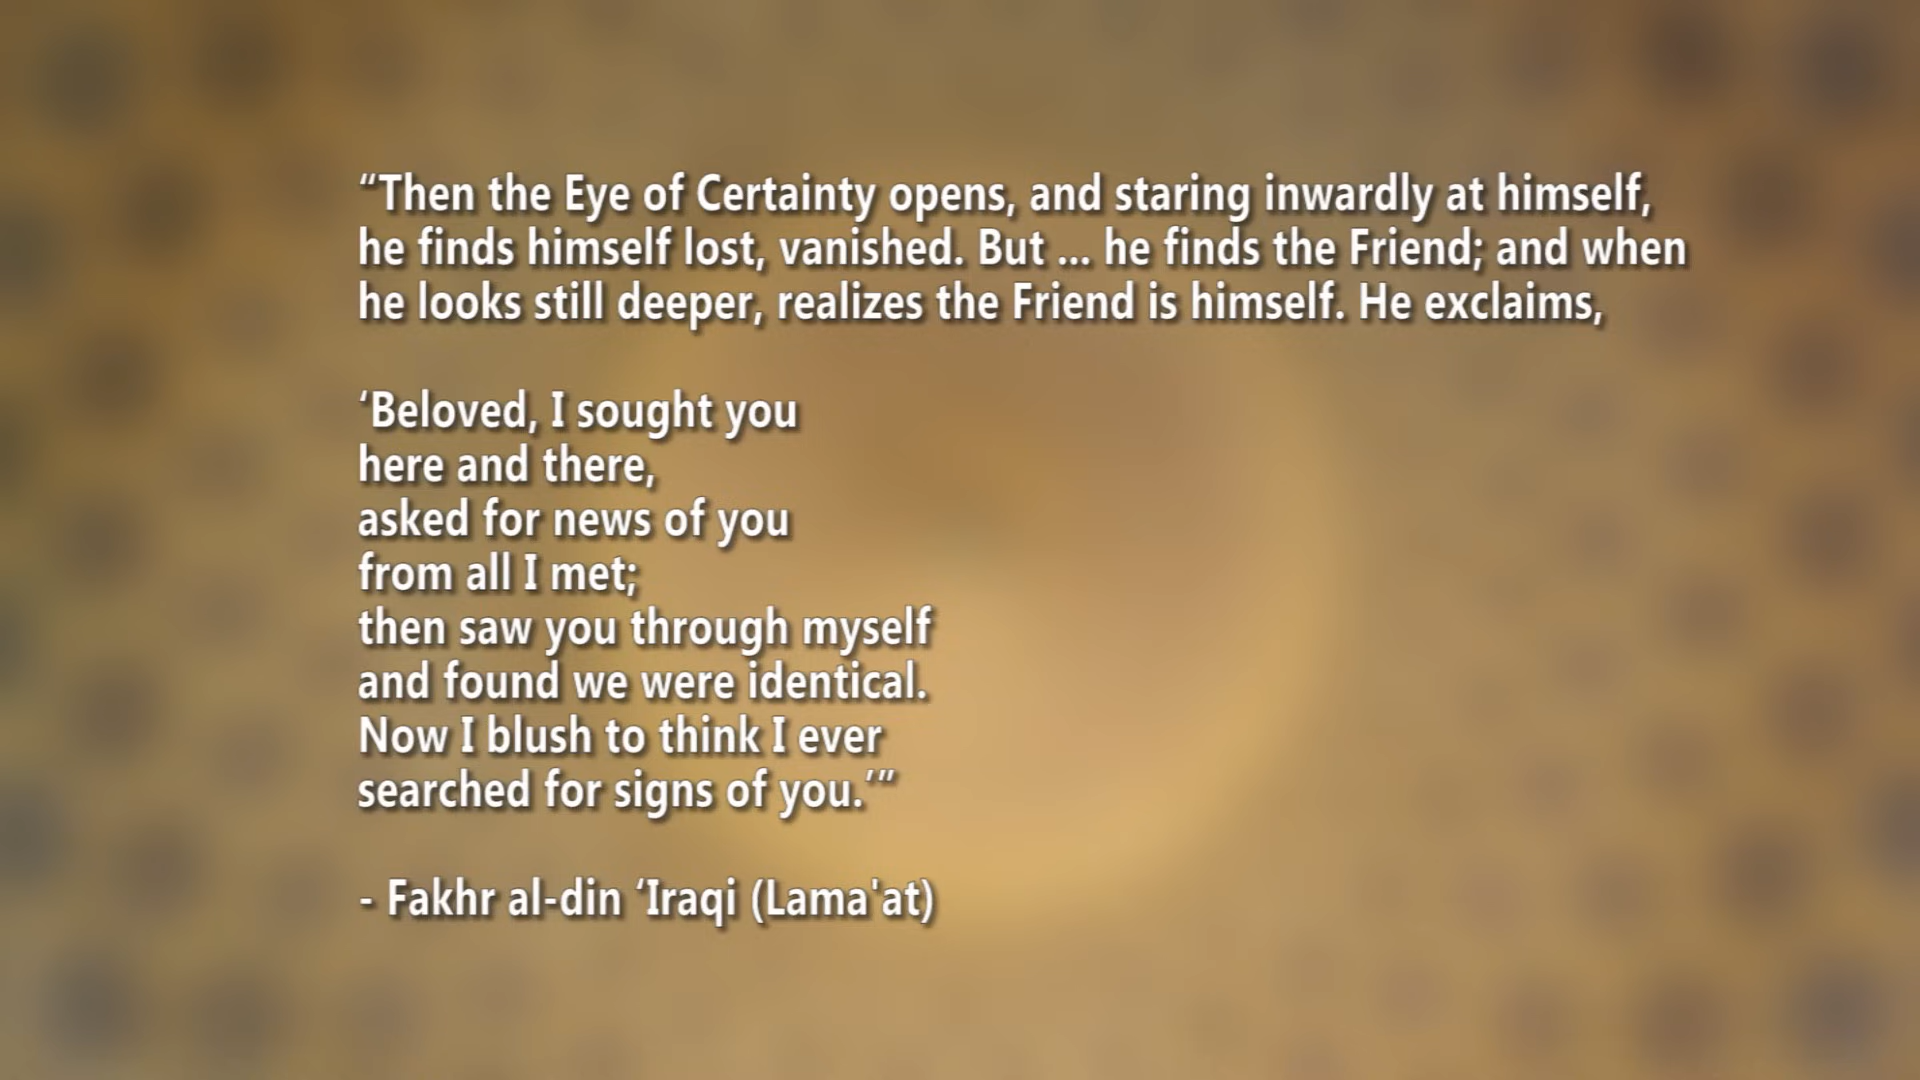 “Then the Eye of Certainty opens, and staring inwardly at himself,
he finds himself lost, vanished. But ... he finds the Friend; and when
he looks still deeper, realizes the Friend is himself. He exclaims,
‘Beloved, I sought you
here and there,
asked for news of you
from all I met;
then saw you through myself
and found we were identical.
Now I blush to think I ever
searched for signs of you.’”
- Fakhr al-din ‘Iraqi (Lama'at)